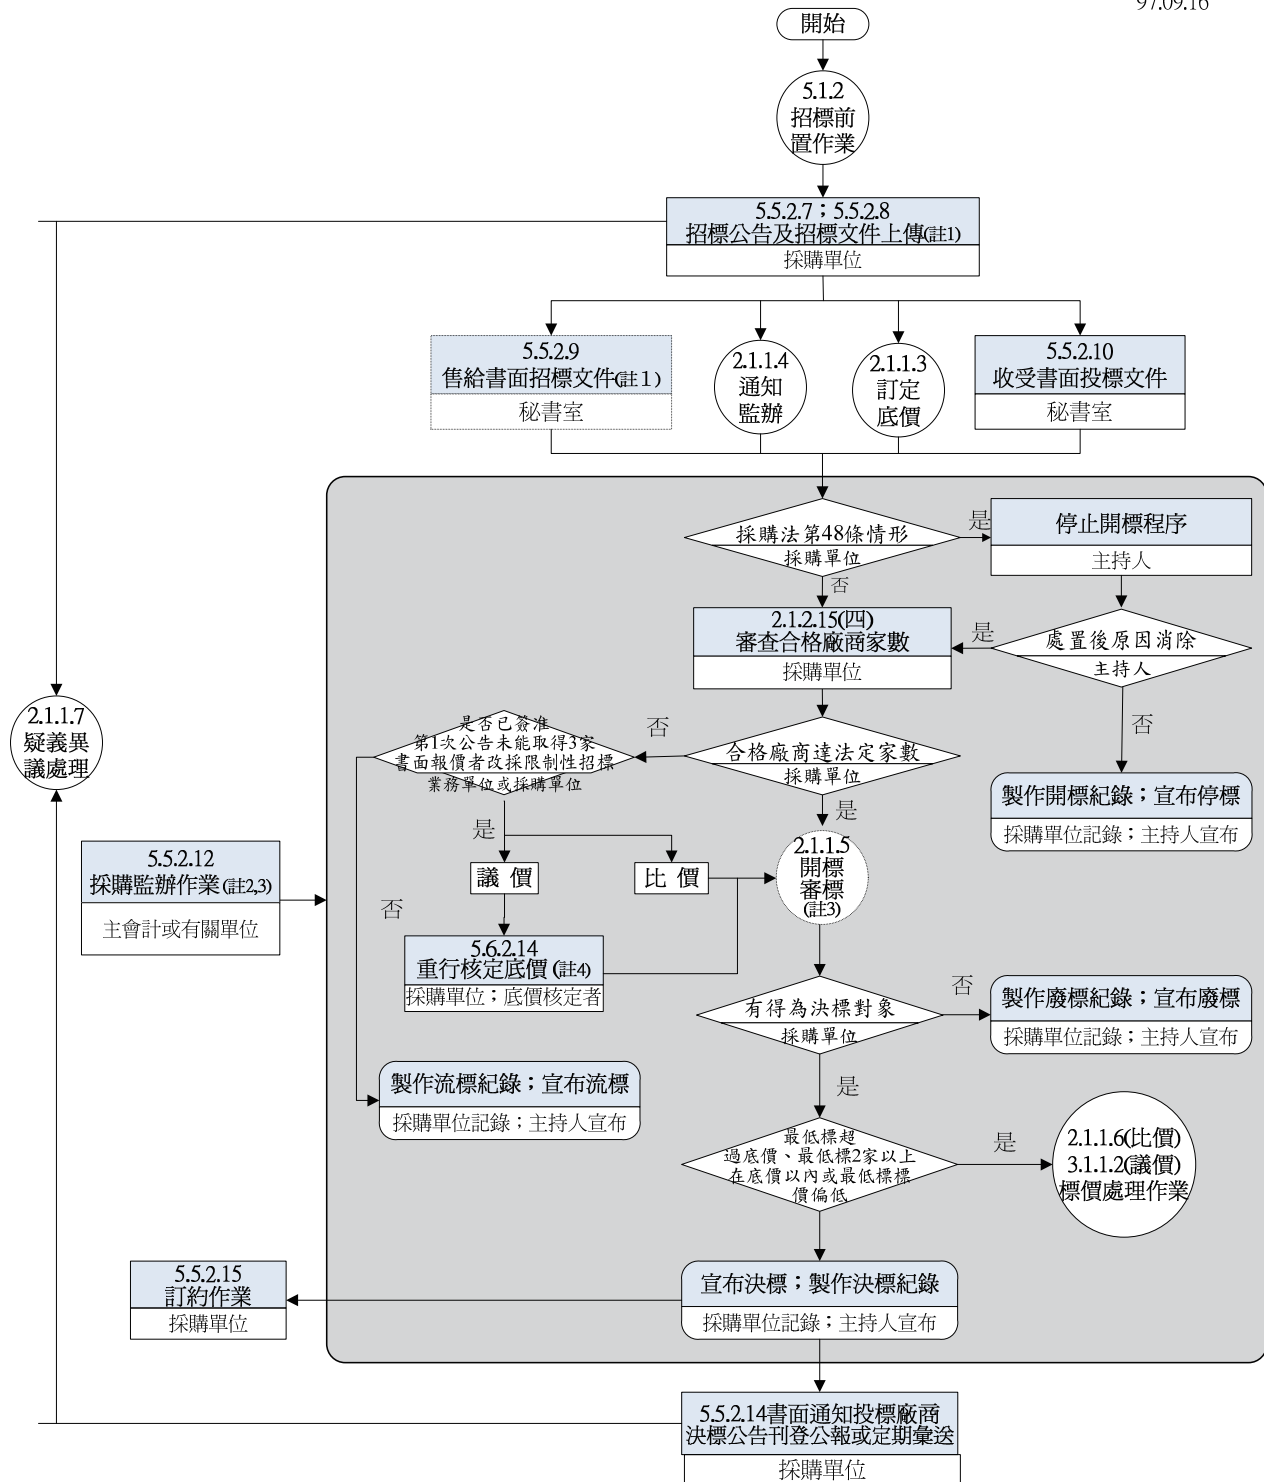 97.09.16
開始
5.1.2
招標前
置作業
5.5.2.7；5.5.2.8
招標公告及招標文件上傳(註1)
採購單位
5.5.2.9
售給書面招標文件(註１)
秘書室
2.1.1.4
通知
監辦
2.1.1.3
訂定
底價
5.5.2.10
收受書面投標文件
秘書室
採購法第48條情形
採購單位
是
停止開標程序
主持人
否
2.1.2.15(四)
審查合格廠商家數
採購單位
是
處置後原因消除
主持人
否
製作開標紀錄；宣布停標
採購單位記錄；主持人宣布
2.1.1.7
疑義異
議處理
是否已簽准
第1次公告未能取得3家
書面報價者改採限制性招標
業務單位或採購單位
否
合格廠商達法定家數
採購單位
是
是
議 價
比 價
2.1.1.5
開標
審標
(註3)
5.5.2.12
採購監辦作業(註2,3)
主會計或有關單位
否
5.6.2.14
重行核定底價(註4)
採購單位；底價核定者
有得為決標對象
採購單位
否
製作廢標紀錄；宣布廢標
採購單位記錄；主持人宣布
是
製作流標紀錄；宣布流標
採購單位記錄；主持人宣布
最低標超
過底價、最低標2家以上
在底價以內或最低標標
價偏低
是
2.1.1.6(比價)
3.1.1.2(議價)
標價處理作業
5.5.2.15
訂約作業
採購單位
宣布決標；製作決標紀錄
採購單位記錄；主持人宣布
5.5.2.14書面通知投標廠商
決標公告刊登公報或定期彙送
採購單位